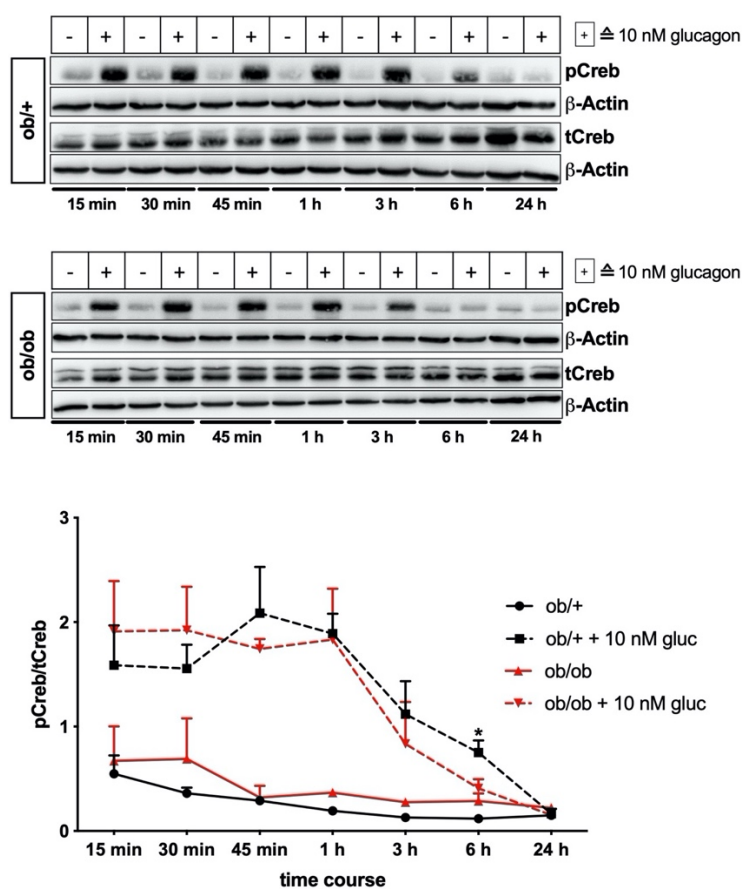 - + - + - + - + - + - + - + + ≙ 10 nM glucagon
ob/+
pCreb
β-Actin
tCreb
β-Actin
15 min 30 min 45 min 1 h 3 h 6 h 24 h
- + - + - + - + - + - + - + + ≙ 10 nM glucagon
ob/ob
pCreb
β-Actin
tCreb
β-Actin
15 min 30 min 45 min 1 h 3 h 6 h 24 h
pCreb/tCreb
3
2
1
0
*
ob/+
ob/+ + 10 nM gluc
ob/ob
ob/ob + 10 nM gluc
15 min 30 min 45 min 1 h 3 h 6 h 24 h
time course